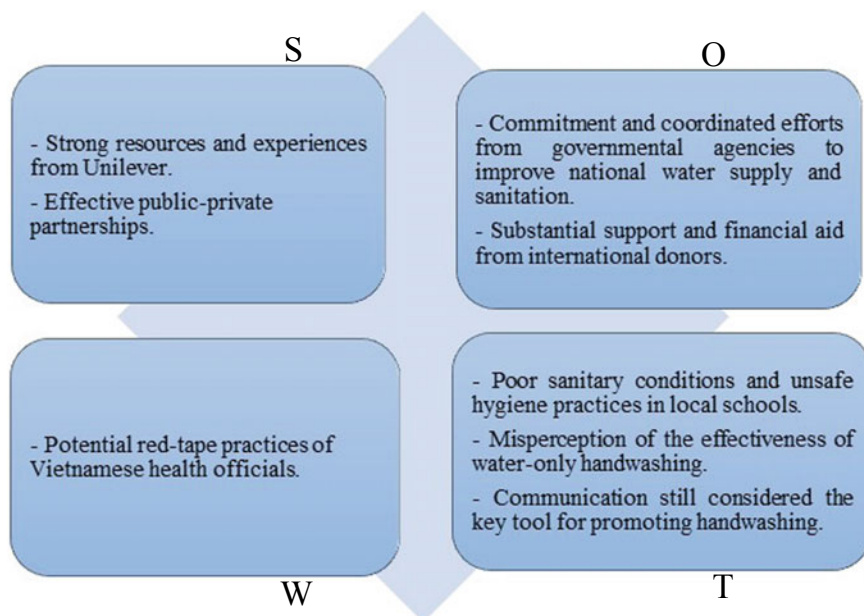 S
- Strong resources and experiences
from Unilever.
- Effective public-private
partnerships.
O
- Commitment and coordinated efforts
from governmental agencies to
improve national water supply and
sanitation.
- Substantial support and financial aid
from international donors.
- Potential red-tape practices of
Vietnamese health officials.
W
- Poor sanitary conditions and unsafe
hygiene practices in local schools.
- Misperception of the effectiveness of
water-only handwashing.
- Communication still considered the
key tool for promoting handwashing.
T